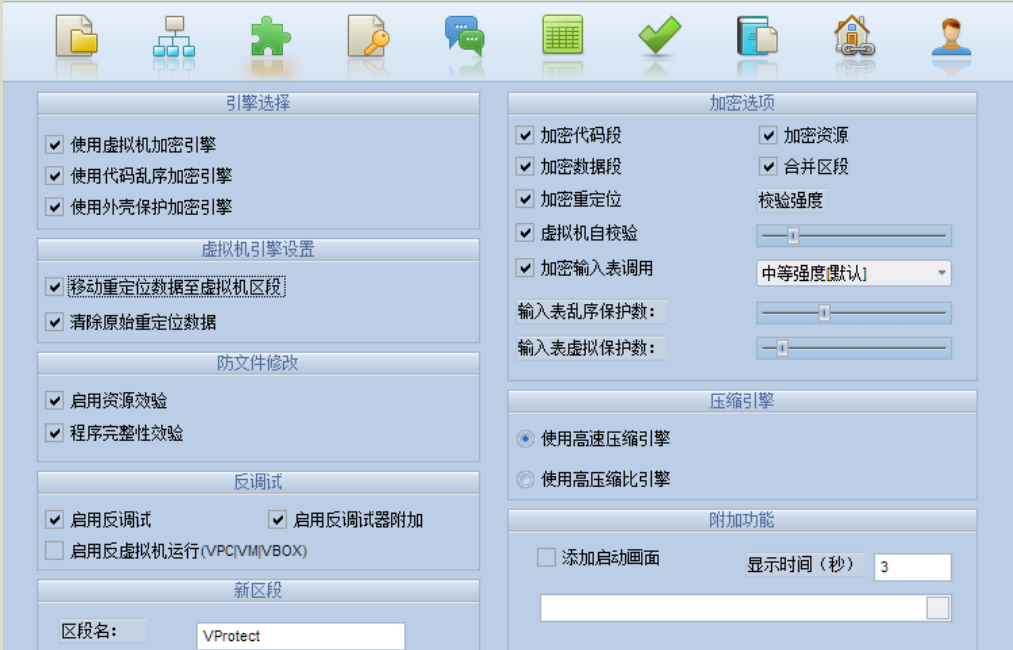 引擎选择
使用虚拟机加密引擎
使用代码乱序加密引擎
使用外壳保护加密引擎
虚拟机引擎设置
移动重定位数据至虚拟机区段
清除原始重定位数据
防文件修改
启用资源效验
程序完整性效验
反调试
启用反调试 启用反调试器附加
启用反虚拟机运行(VPC|VM|VBOX)
新区段
区段名: VProtect
加密选项
加密代码段 加密资源
加密数据段 合并区段
加密重定位 校验强度
虚拟机自校验
加密输入表调用 中等强度[默认]
输入表乱序保护数:
输入表虚拟保护数:
压缩引擎
使用高速压缩引擎
使用高压缩比引擎
附加功能
添加启动画面 显示时间（秒） 3